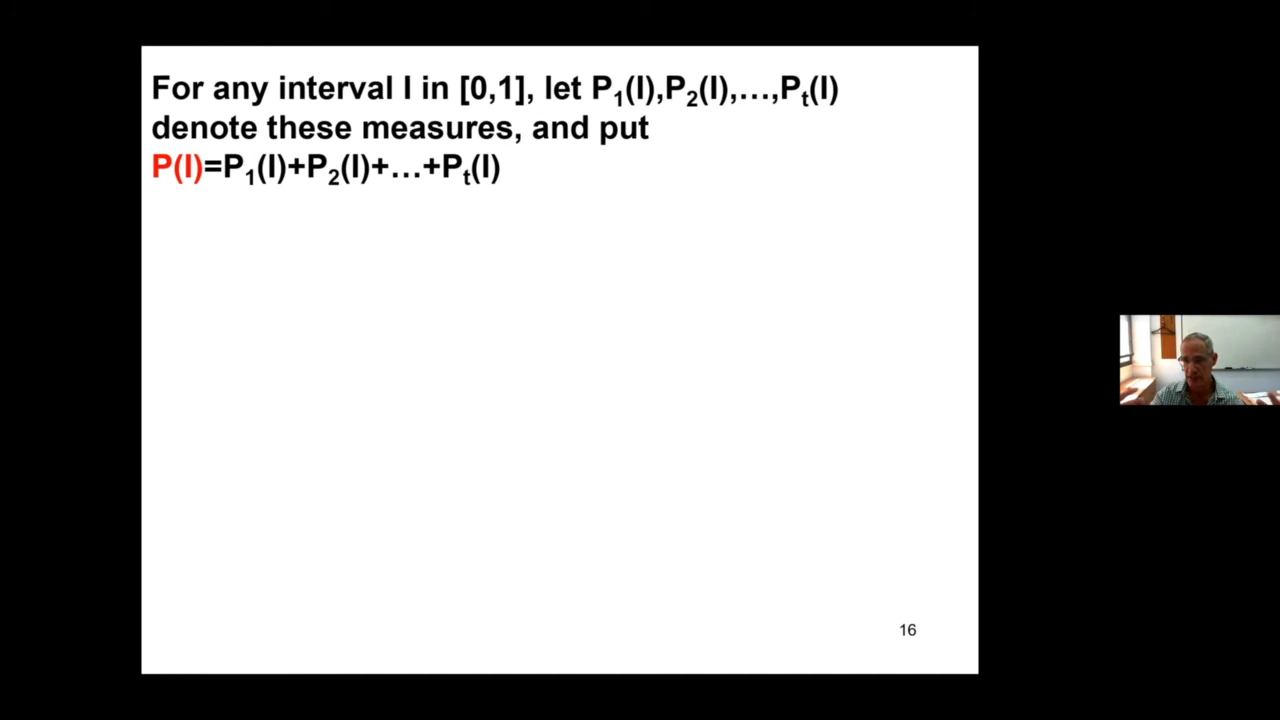 For any interval I in [0,1], let P₁(I),P₂(I),…,Pₜ(I)
denote these measures, and put
P(I)=P₁(I)+P₂(I)+…+Pₜ(I)
16